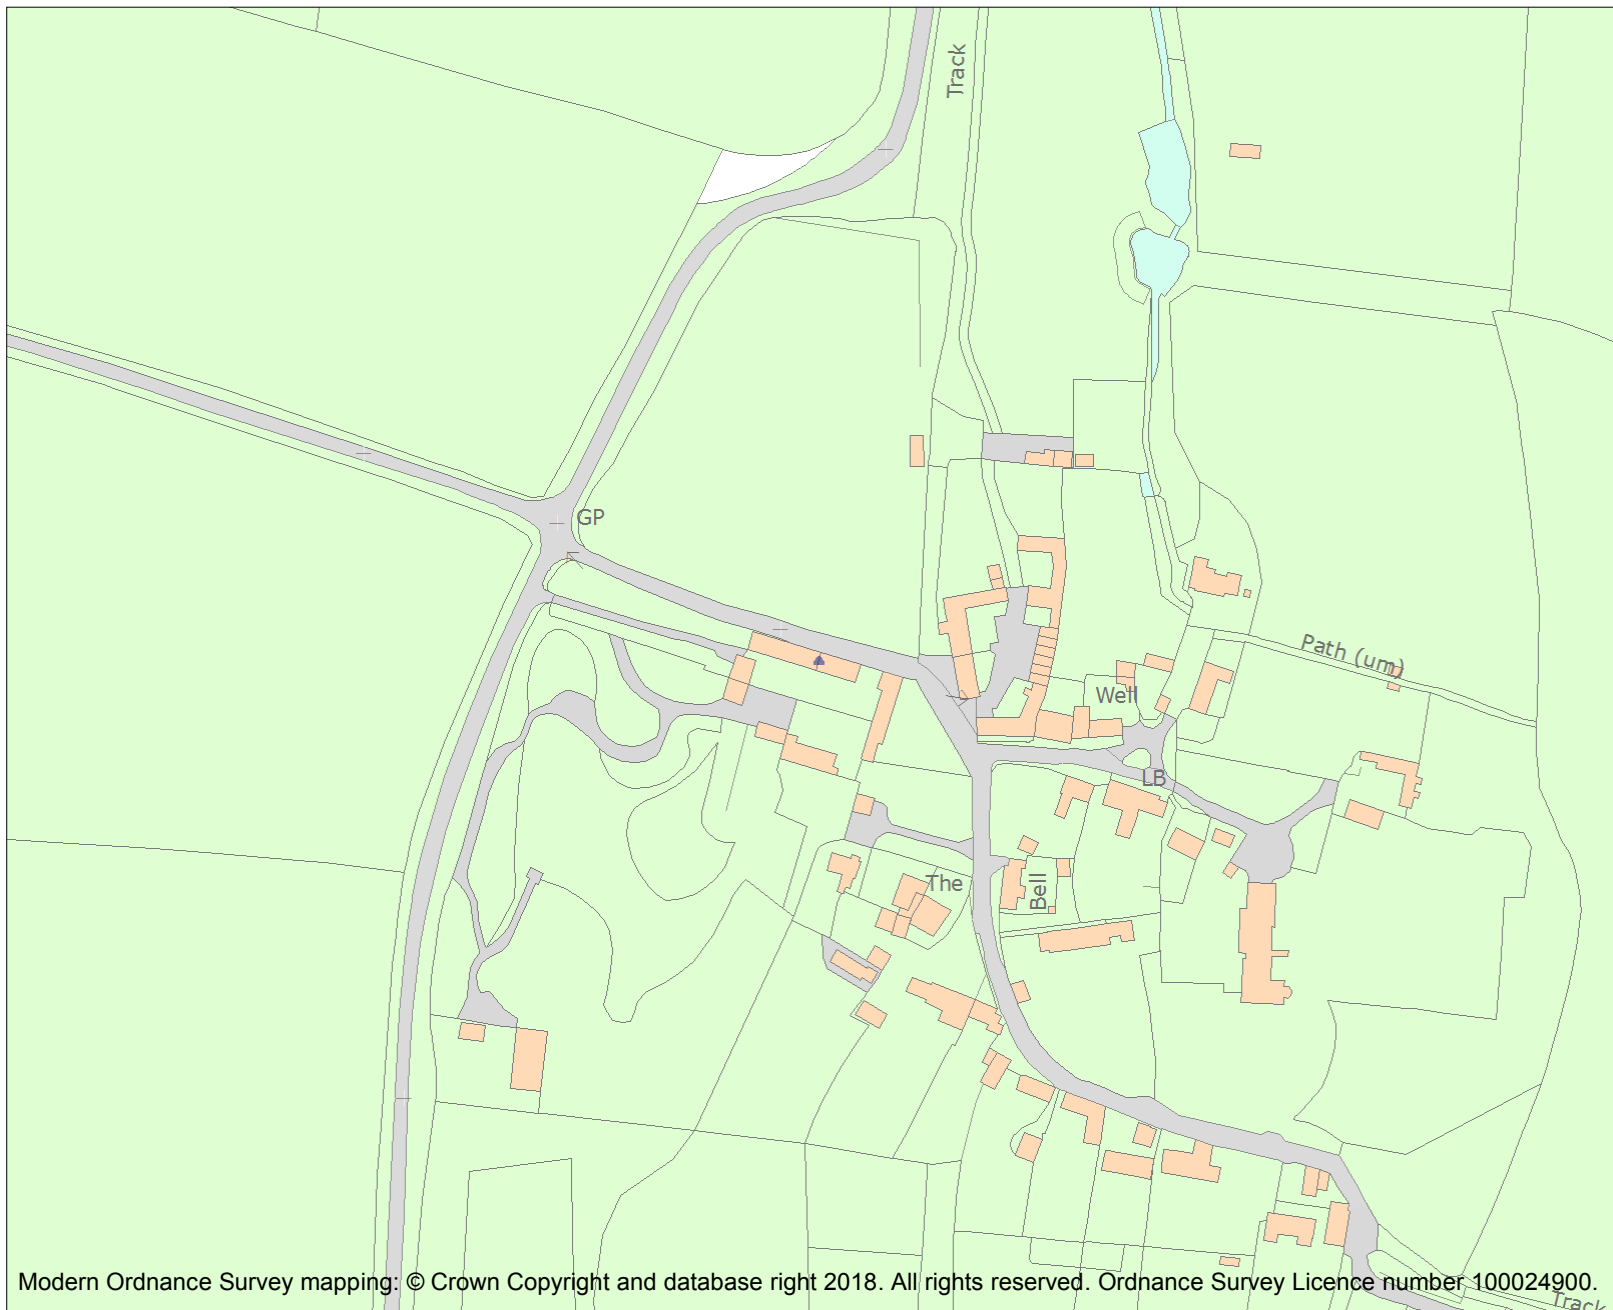 Track
GP
Path (um)
Well
LB
The
Bell
Modern Ordnance Survey mapping: © Crown Copyright and database right 2018. All rights reserved. Ordnance Survey Licence number 100024900.
Track